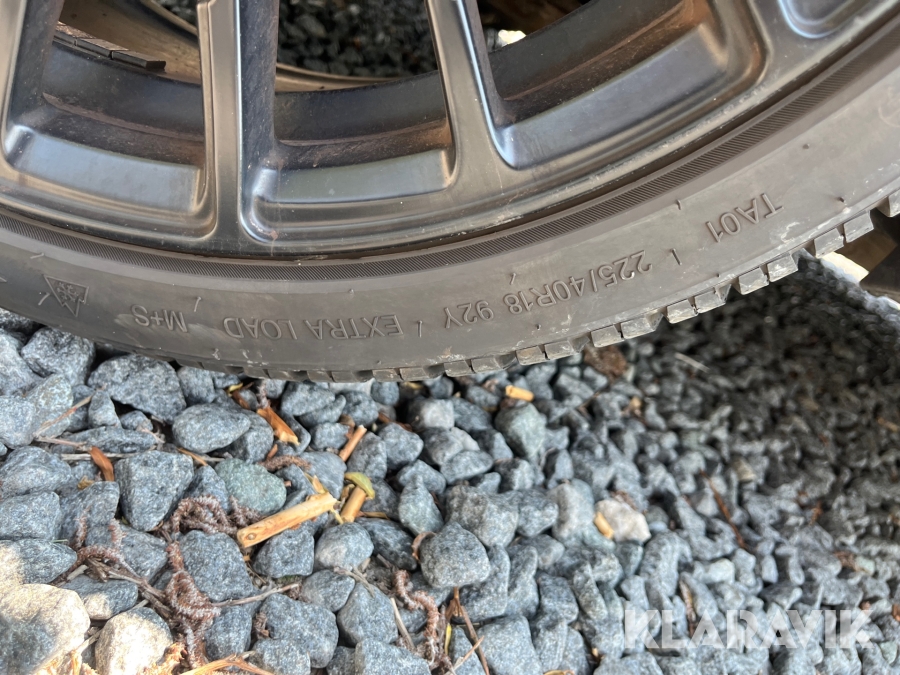 TA01
225/40R18 92Y
EXTRA LOAD
M+S
KLARAVIK